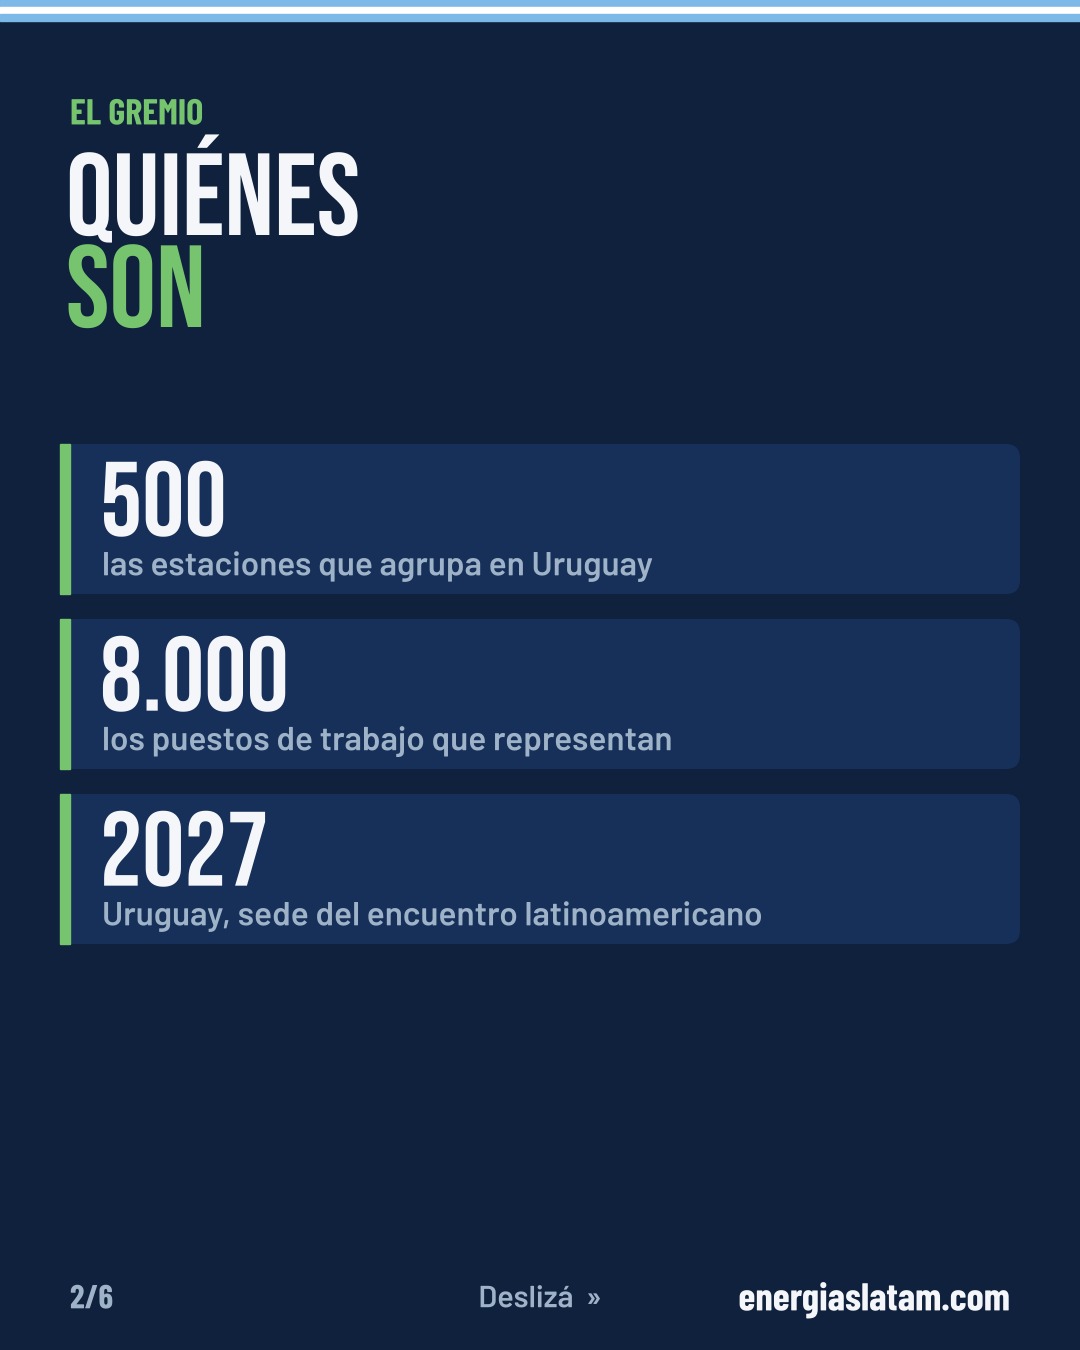 EL GREMIO
QUIÉNES
SON
500
las estaciones que agrupa en Uruguay
8.000
los puestos de trabajo que representan
2027
Uruguay, sede del encuentro latinoamericano
2/6
Deslizá »
energiaslatam.com